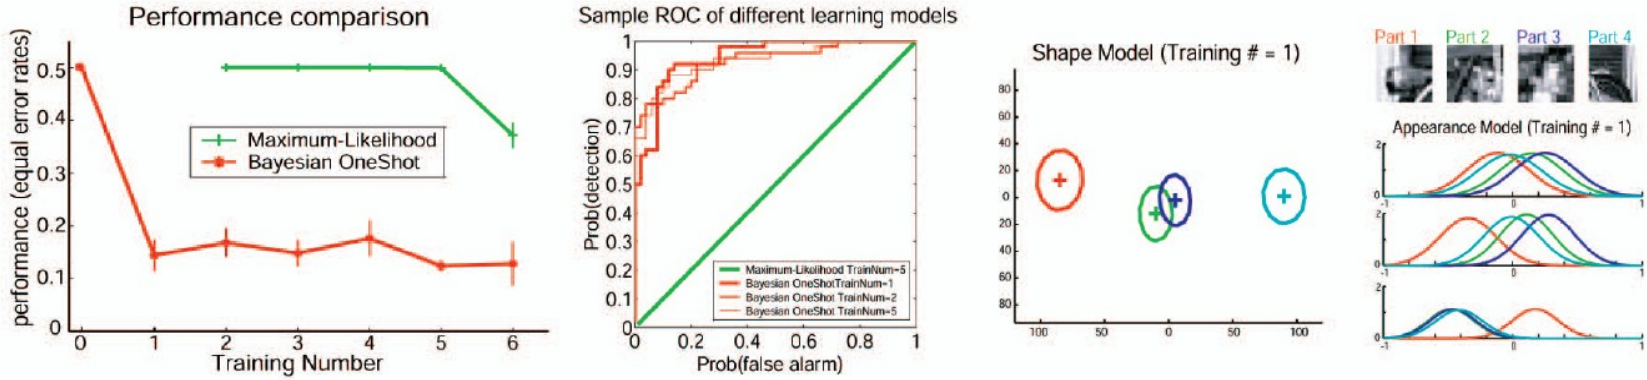 Performance comparison
performance (equal error rates)
0.5
0.4
0.3
0.2
0.1
0
Maximum-Likelihood
Bayesian OneShot
0 1 2 3 4 5 6
Training Number
Sample ROC of different learning models
Prob(detection)
1
0.9
0.8
0.7
0.6
0.5
0.4
0.3
0.2
0.1
0
Maximum-Likelihood TrainNum=5
Bayesian OneShotTrainNum=1
Bayesian OneShot TrainNum=2
Bayesian OneShot TrainNum=5
0 0.2 0.4 0.6 0.8 1
Prob(false alarm)
Shape Model (Training # = 1)
80
60
40
20
0
20
40
60
80
100 50 0 50 100
Part 1 Part 2 Part 3 Part 4
Appearance Model (Training # = 1)
2
0
-1 0 1
2
0
-1 0 1
2
0
-1 0 1